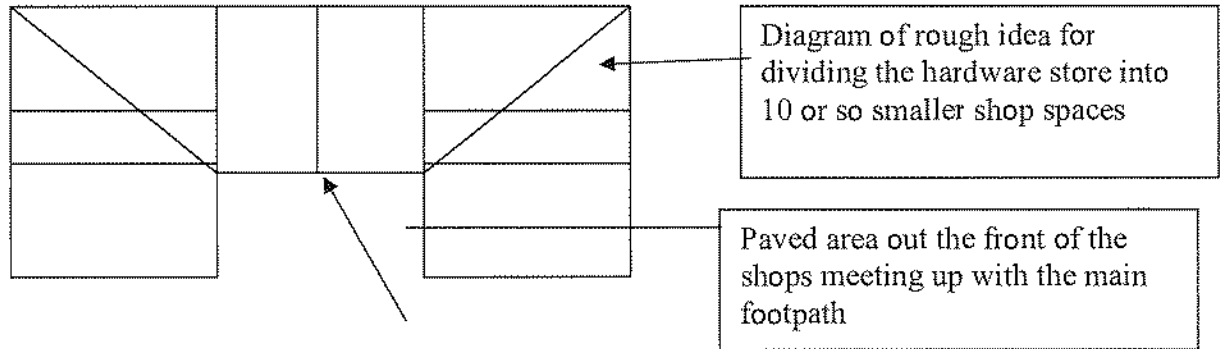 Diagram of rough idea for
dividing the hardware store into
10 or so smaller shop spaces
Paved area out the front of the
shops meeting up with the main
footpath